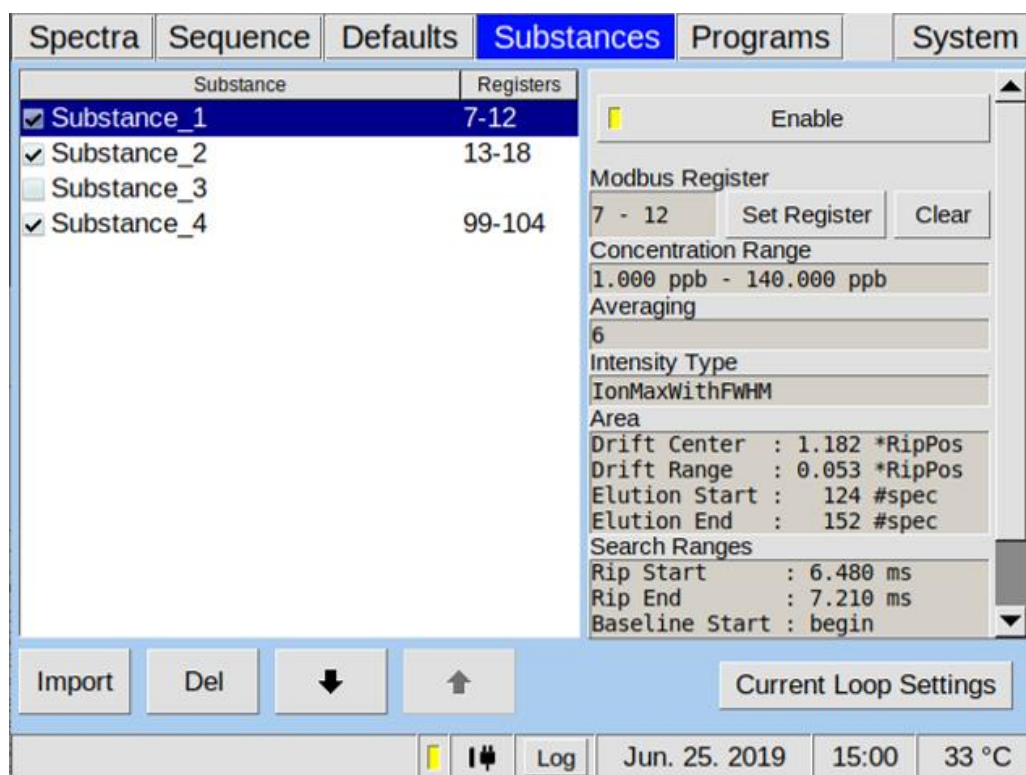 Spectra Sequence Defaults Substances Programs System
Substance Registers
Substance_1 7-12
Substance_2 13-18
Substance_3
Substance_4 99-104
Enable
Modbus Register
7 - 12 Set Register Clear
Concentration Range
1.000 ppb - 140.000 ppb
Averaging
6
Intensity Type
IonMaxWithFWHM
Area
Drift Center : 1.182 *RipPos
Drift Range : 0.053 *RipPos
Elution Start : 124 #spec
Elution End : 152 #spec
Search Ranges
Rip Start : 6.480 ms
Rip End : 7.210 ms
Baseline Start : begin
Import Del Current Loop Settings
Log Jun. 25. 2019 15:00 33 °C